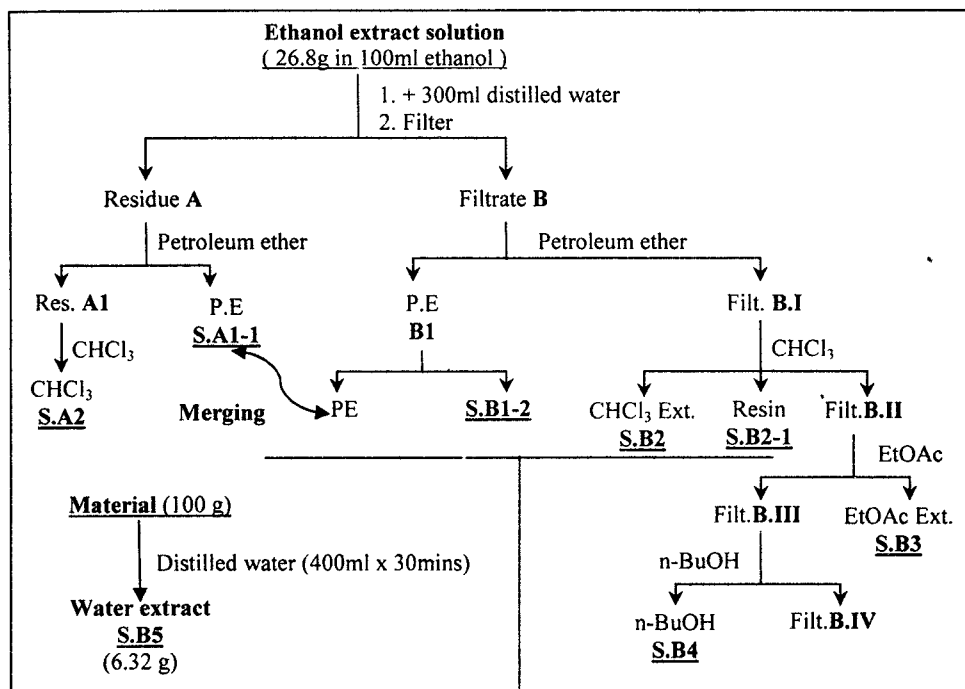 Ethanol extract solution
( 26.8g in 100ml ethanol )
1. + 300ml distilled water
2. Filter
Residue A
Filtrate B
Petroleum ether
Petroleum ether
Res. A1
P.E
S.A1-1
P.E
B1
Filt. B.I
CHCl₃
CHCl₃
CHCl₃
S.A2
Merging
PE
S.B1-2
CHCl₃ Ext.
S.B2
Resin
S.B2-1
Filt.B.II
EtOAc
Material (100 g)
Filt.B.III
EtOAc Ext.
S.B3
Distilled water (400ml x 30mins)
n-BuOH
Water extract
S.B5
(6.32 g)
n-BuOH
S.B4
Filt.B.IV